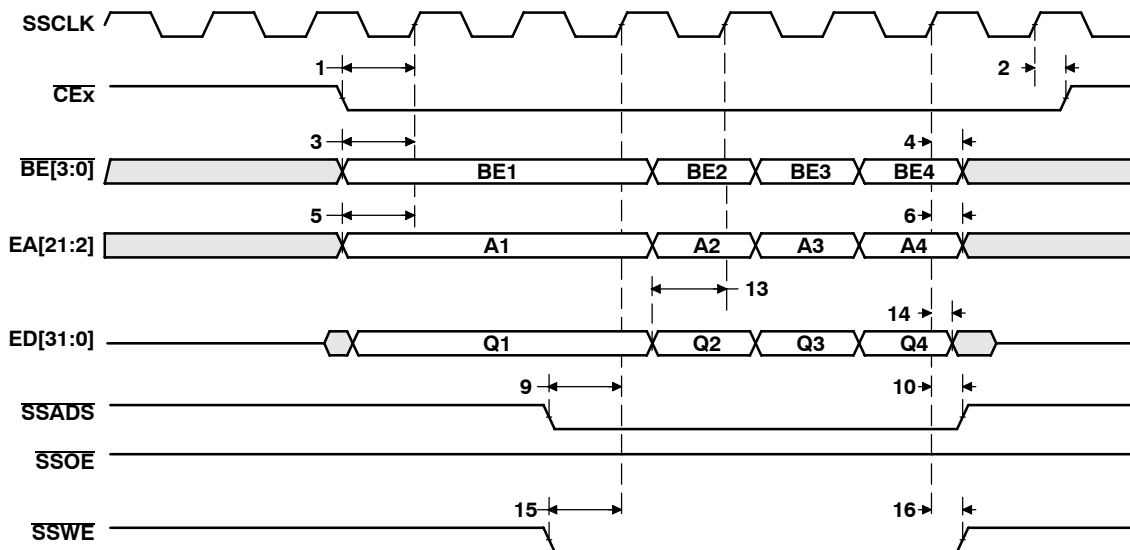 SSCLK
1
2
CEx
3
4
BE[3:0]
BE1
BE2
BE3
BE4
5
6
EA[21:2]
A1
A2
A3
A4
13
14
ED[31:0]
Q1
Q2
Q3
Q4
9
10
SSADS
SSOE
15
16
SSWE